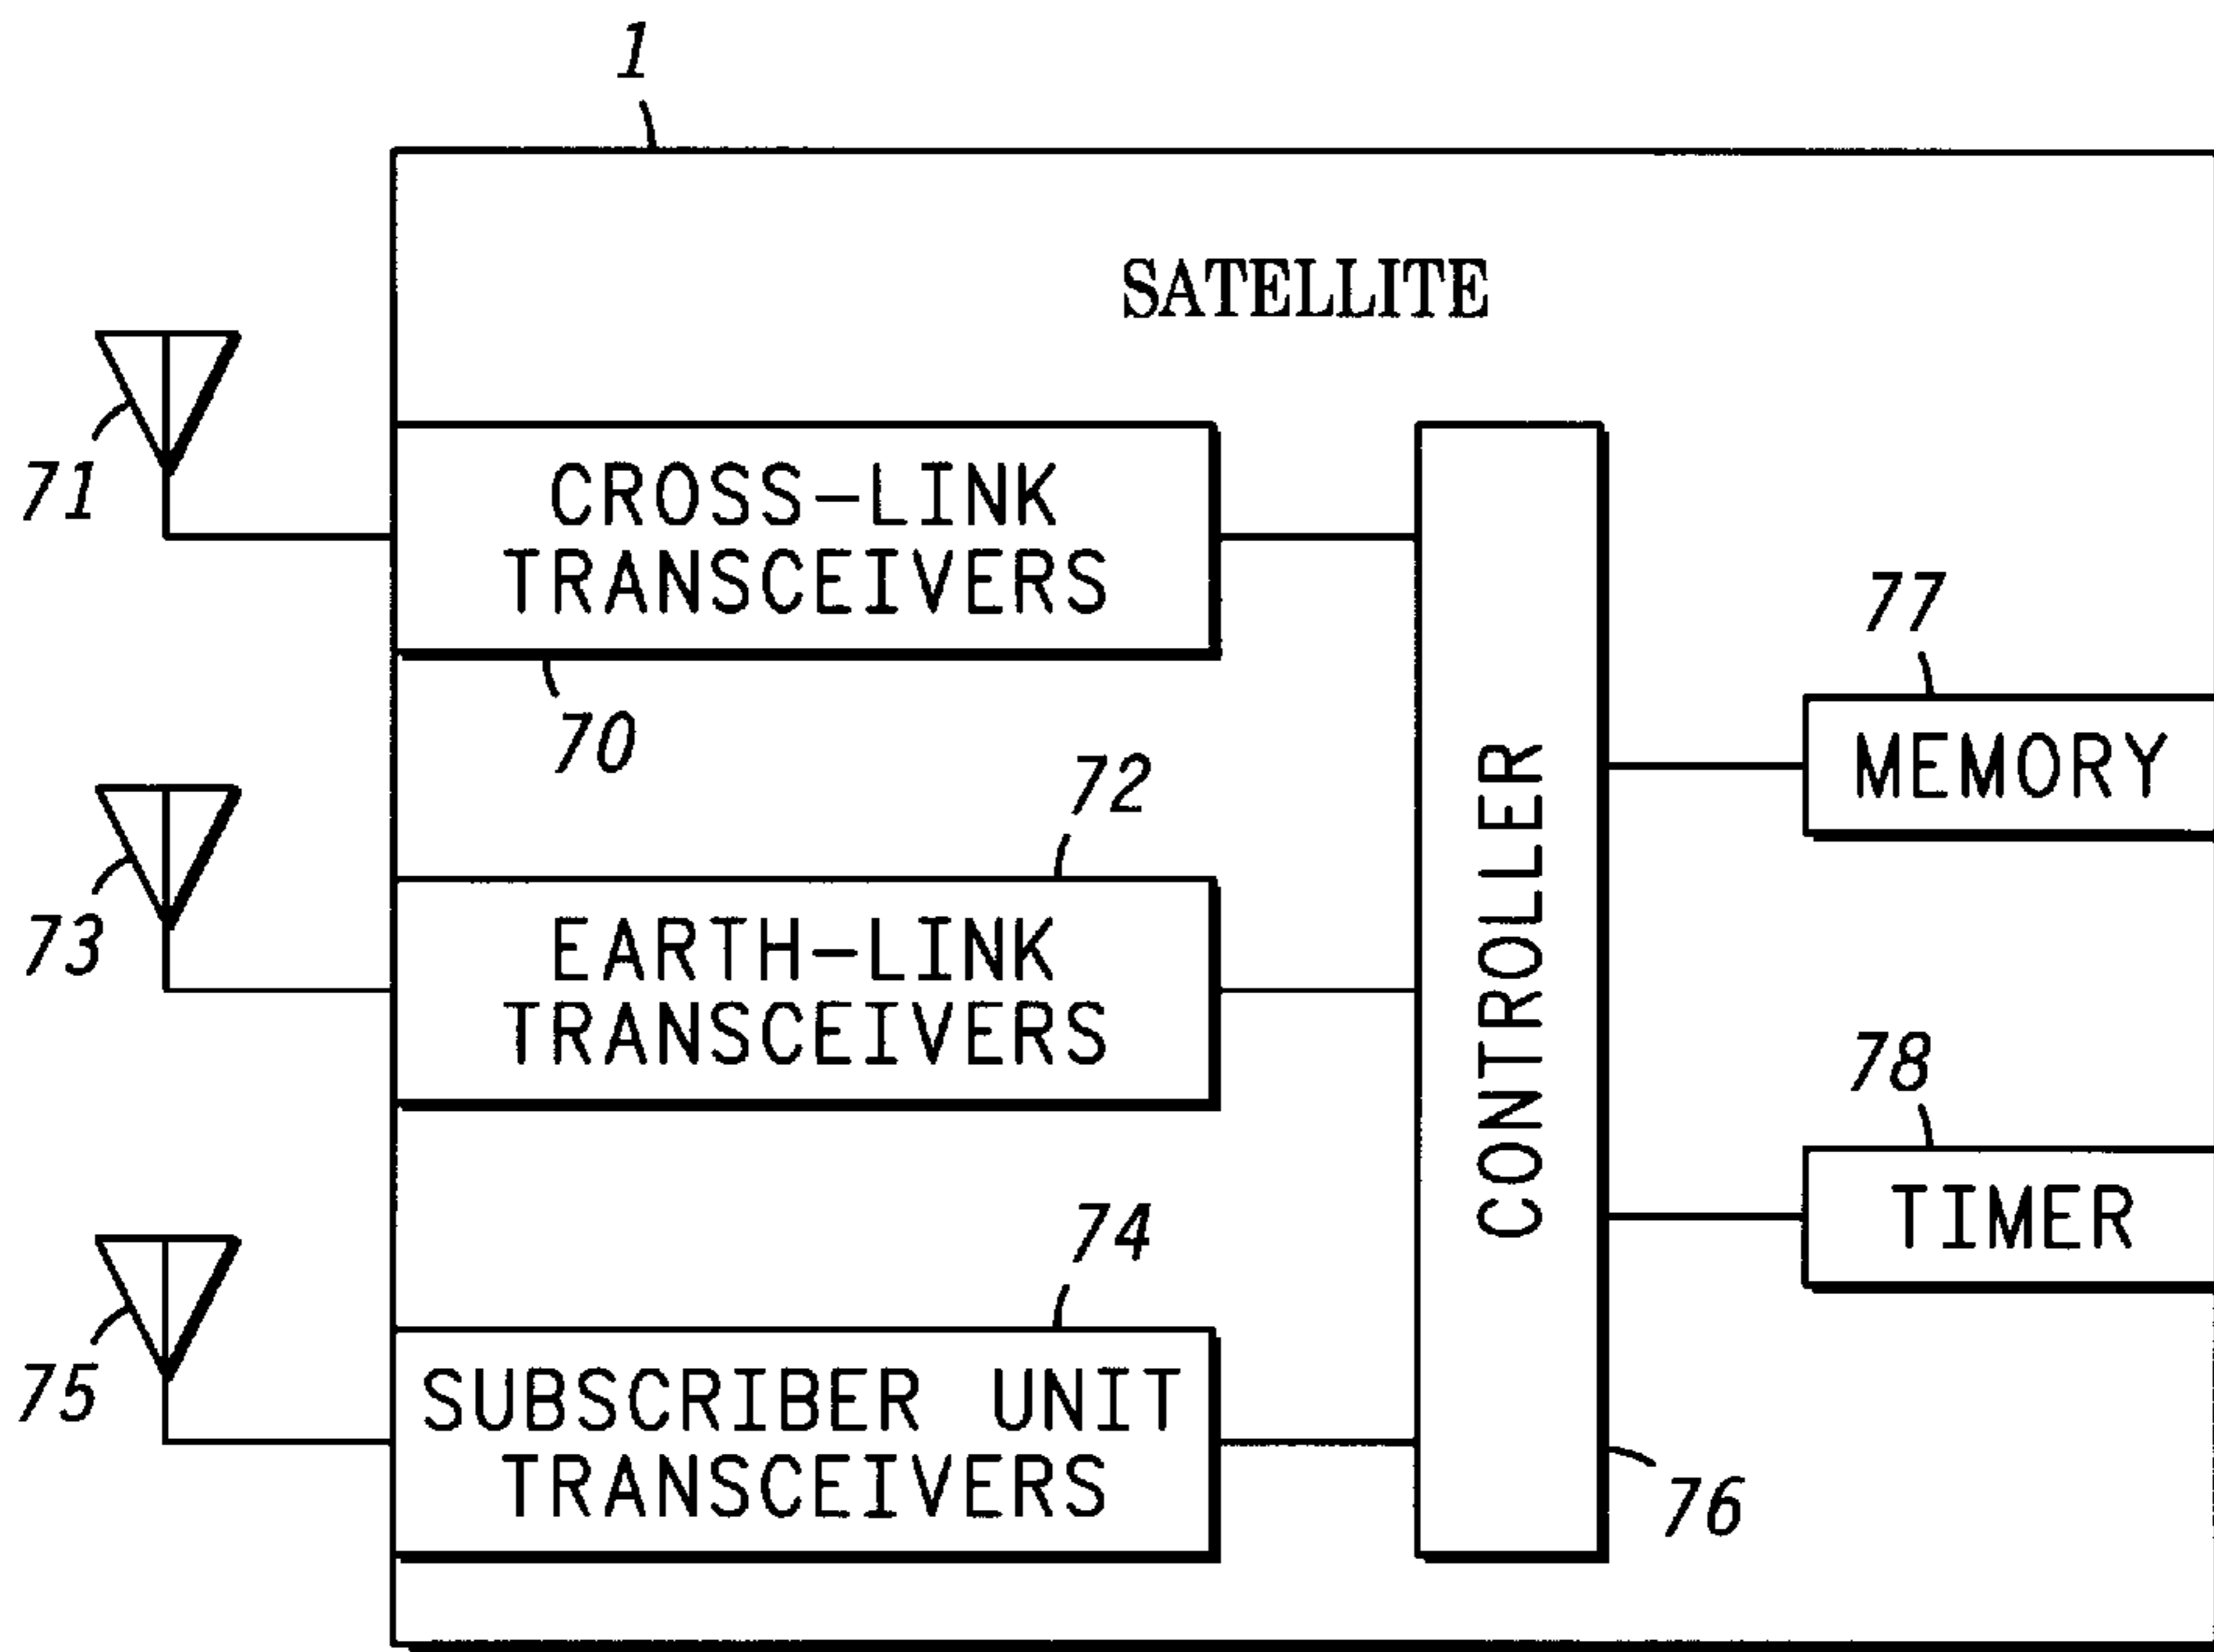 1
SATELLITE
71
CROSS-LINK
TRANSCEIVERS
70
77
MEMORY
72
73
EARTH-LINK
TRANSCEIVERS
CONTROLLER
78
TIMER
74
75
SUBSCRIBER UNIT
TRANSCEIVERS
76